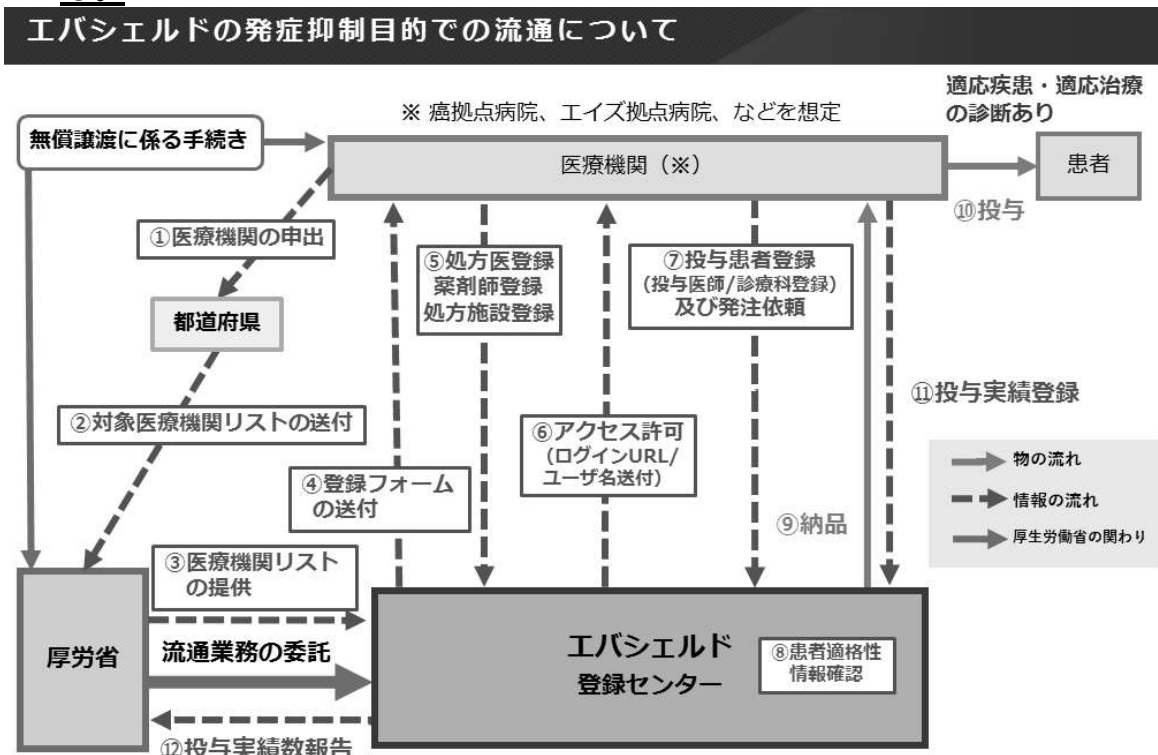 エバシェルドの発症抑制目的での流通について
適応疾患・適応治療
の診断あり
※ 癌拠点病院、エイズ拠点病院、などを想定
無償譲渡に係る手続き
医療機関（※）
患者
⑩投与
①医療機関の申出
⑤処方医登録
薬剤師登録
処方施設登録
⑦投与患者登録
(投与医師/診療科登録)
及び発注依頼
都道府県
⑪投与実績登録
②対象医療機関リストの送付
⑥アクセス許可
(ログインURL/
ユーザ名送付)
④登録フォーム
の送付
⑨納品
物の流れ
情報の流れ
厚生労働省の関わり
③医療機関リスト
の提供
厚労省
流通業務の委託
エバシェルド
登録センター
⑧患者適格性
情報確認
⑫投与実績数報告